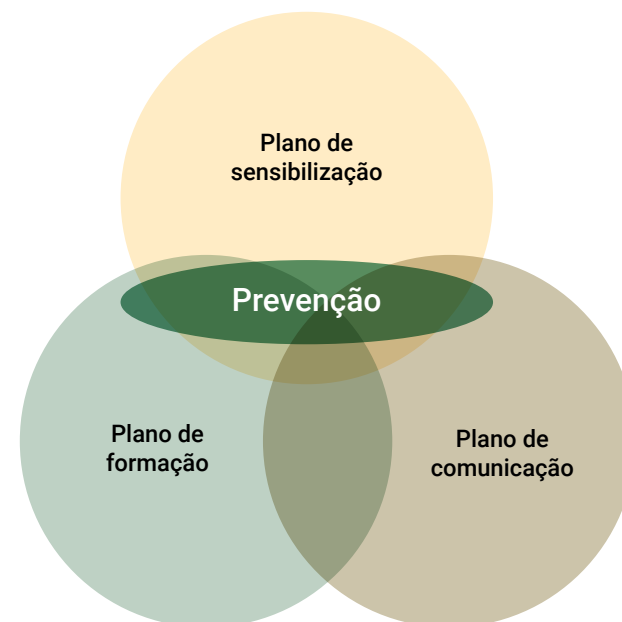 Plano de
sensibilização
Prevenção
Plano de
formação
Plano de
comunicação